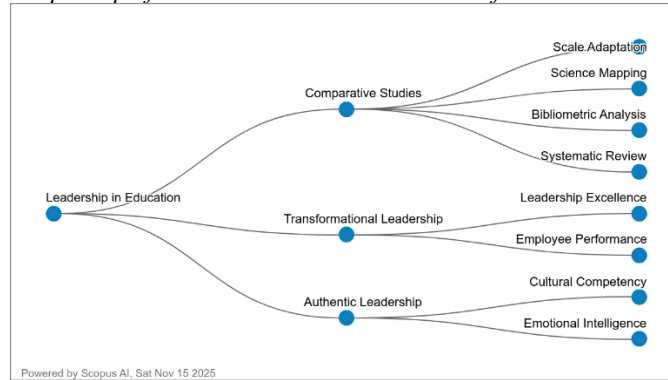 Scale Adaptation
Science Mapping
Comparative Studies
Bibliometric Analysis
Systematic Review
Leadership in Education
Leadership Excellence
Transformational Leadership
Employee Performance
Cultural Competency
Authentic Leadership
Emotional Intelligence
Powered by Scopus AI, Sat Nov 15 2025